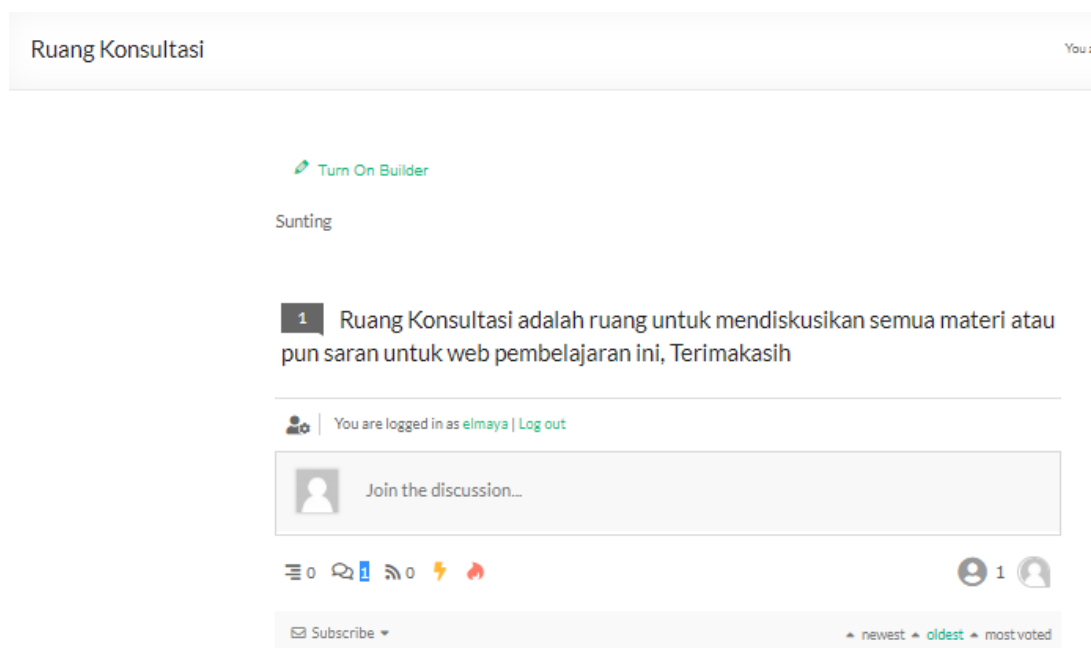 Ruang Konsultasi
You
Turn On Builder
Sunting
1 Ruang Konsultasi adalah ruang untuk mendiskusikan semua materi atau
pun saran untuk web pembelajaran ini, Terimakasih
You are logged in as elmaya | Log out
Join the discussion...
0 1 0 1
Subscribe newest oldest most voted